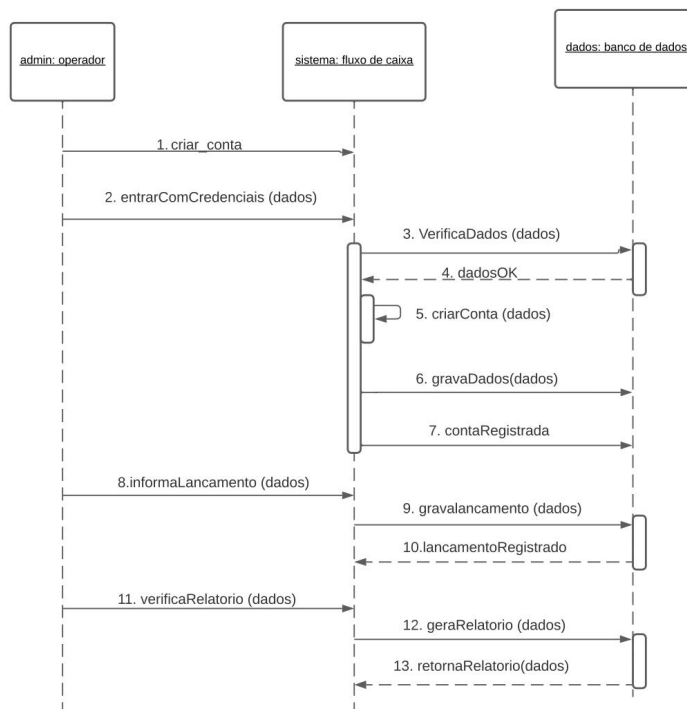 admin: operador
sistema: fluxo de caixa
dados: banco de dados
1. criar_conta
2. entrarComCredenciais (dados)
3. VerificaDados (dados)
4. dadosOK
5. criarConta (dados)
6. gravaDados(dados)
7. contaRegistrada
8.informaLancamento (dados)
9. gravalancamento (dados)
10.lancamentoRegistrado
11. verificaRelatorio (dados)
12. geraRelatorio (dados)
13. retornaRelatorio(dados)